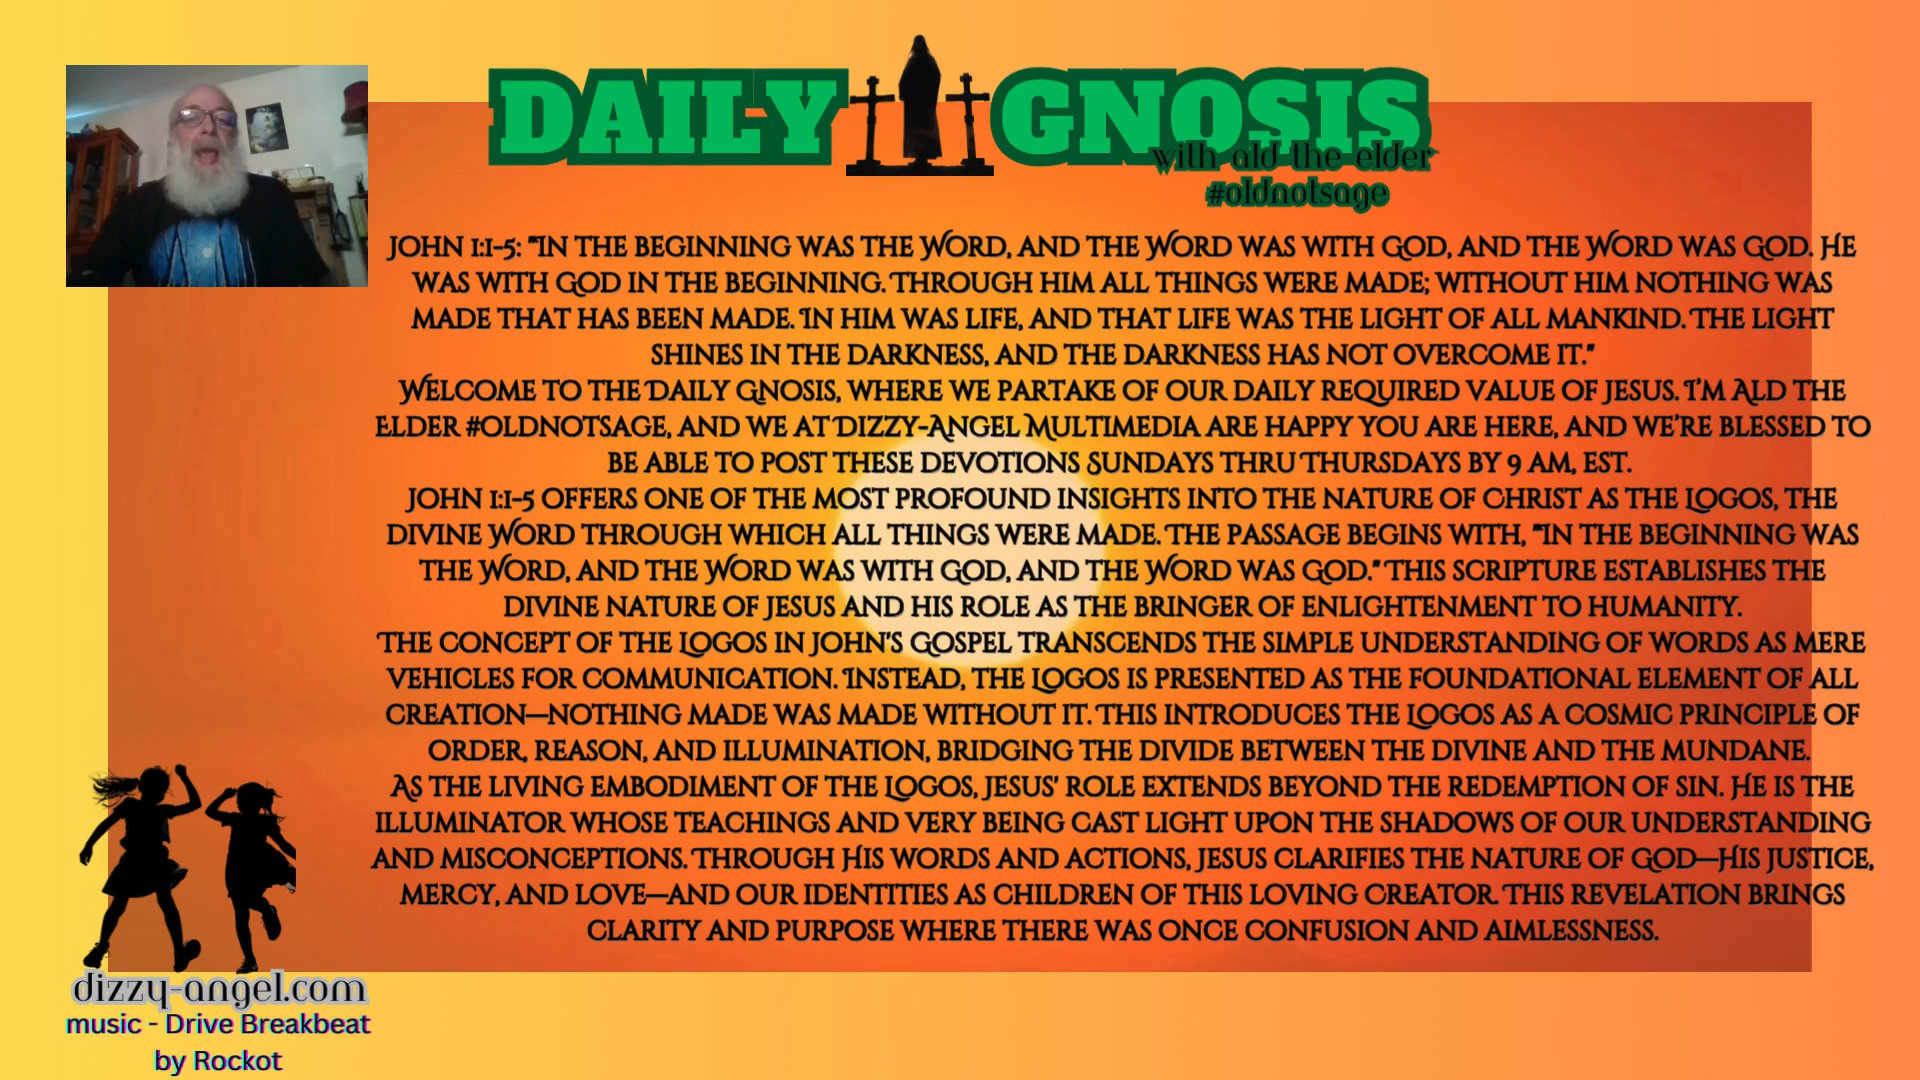 DAILY GNOSIS
with ald the elder
#oldnotsage
JOHN 1:1-5: "IN THE BEGINNING WAS THE WORD, AND THE WORD WAS WITH GOD, AND THE WORD WAS GOD. HE
WAS WITH GOD IN THE BEGINNING. THROUGH HIM ALL THINGS WERE MADE; WITHOUT HIM NOTHING WAS
MADE THAT HAS BEEN MADE. IN HIM WAS LIFE, AND THAT LIFE WAS THE LIGHT OF ALL MANKIND. THE LIGHT
SHINES IN THE DARKNESS, AND THE DARKNESS HAS NOT OVERCOME IT."
WELCOME TO THE DAILY GNOSIS, WHERE WE PARTAKE OF OUR DAILY REQUIRED VALUE OF JESUS. I'M ALD THE
ELDER #OLDNOTSAGE, AND WE AT DIZZY-ANGEL MULTIMEDIA ARE HAPPY YOU ARE HERE, AND WE'RE BLESSED TO
BE ABLE TO POST THESE DEVOTIONS SUNDAYS THRU THURSDAYS BY 9 AM, EST.
JOHN 1:1-5 OFFERS ONE OF THE MOST PROFOUND INSIGHTS INTO THE NATURE OF CHRIST AS THE LOGOS, THE
DIVINE WORD THROUGH WHICH ALL THINGS WERE MADE. THE PASSAGE BEGINS WITH, "IN THE BEGINNING WAS
THE WORD, AND THE WORD WAS WITH GOD, AND THE WORD WAS GOD." THIS SCRIPTURE ESTABLISHES THE
DIVINE NATURE OF JESUS AND HIS ROLE AS THE BRINGER OF ENLIGHTENMENT TO HUMANITY.
THE CONCEPT OF THE LOGOS IN JOHN'S GOSPEL TRANSCENDS THE SIMPLE UNDERSTANDING OF WORDS AS MERE
VEHICLES FOR COMMUNICATION. INSTEAD, THE LOGOS IS PRESENTED AS THE FOUNDATIONAL ELEMENT OF ALL
CREATION—NOTHING MADE WAS MADE WITHOUT IT. THIS INTRODUCES THE LOGOS AS A COSMIC PRINCIPLE OF
ORDER, REASON, AND ILLUMINATION, BRIDGING THE DIVIDE BETWEEN THE DIVINE AND THE MUNDANE.
AS THE LIVING EMBODIMENT OF THE LOGOS, JESUS' ROLE EXTENDS BEYOND THE REDEMPTION OF SIN. HE IS THE
ILLUMINATOR WHOSE TEACHINGS AND VERY BEING CAST LIGHT UPON THE SHADOWS OF OUR UNDERSTANDING
AND MISCONCEPTIONS. THROUGH HIS WORDS AND ACTIONS, JESUS CLARIFIES THE NATURE OF GOD—HIS JUSTICE,
MERCY, AND LOVE—AND OUR IDENTITIES AS CHILDREN OF THIS LOVING CREATOR. THIS REVELATION BRINGS
CLARITY AND PURPOSE WHERE THERE WAS ONCE CONFUSION AND AIMLESSNESS.
dizzy-angel.com
music - Drive Breakbeat
by Rockot